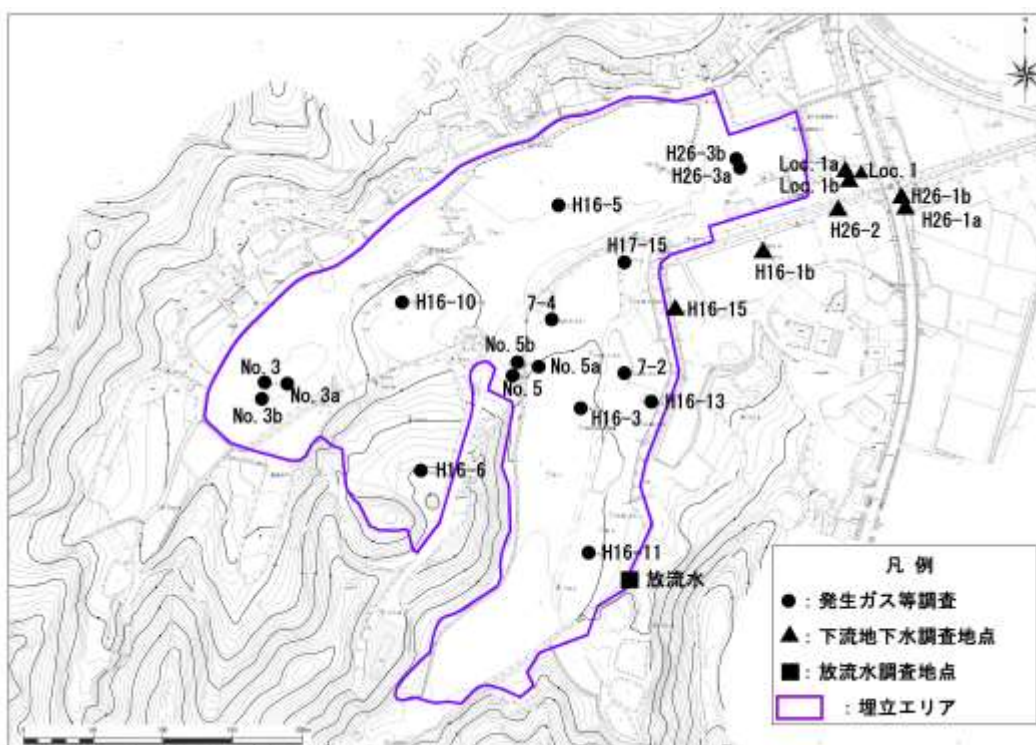 H26-3b
H26-3a
Loc. 1a
Loc. 1
Loc. 1b
H26-1b
H26-1a
H26-2
H16-5
H16-1b
H17-15
H16-10
7-4
H16-15
No. 5b
No. 5a
No. 5
7-2
No. 3
No. 3a
No. 3b
H16-3
H16-13
H16-6
H16-11
放流水
凡 例
：発生ガス等調査
：下流地下水調査地点
：放流水調査地点
：埋立エリア